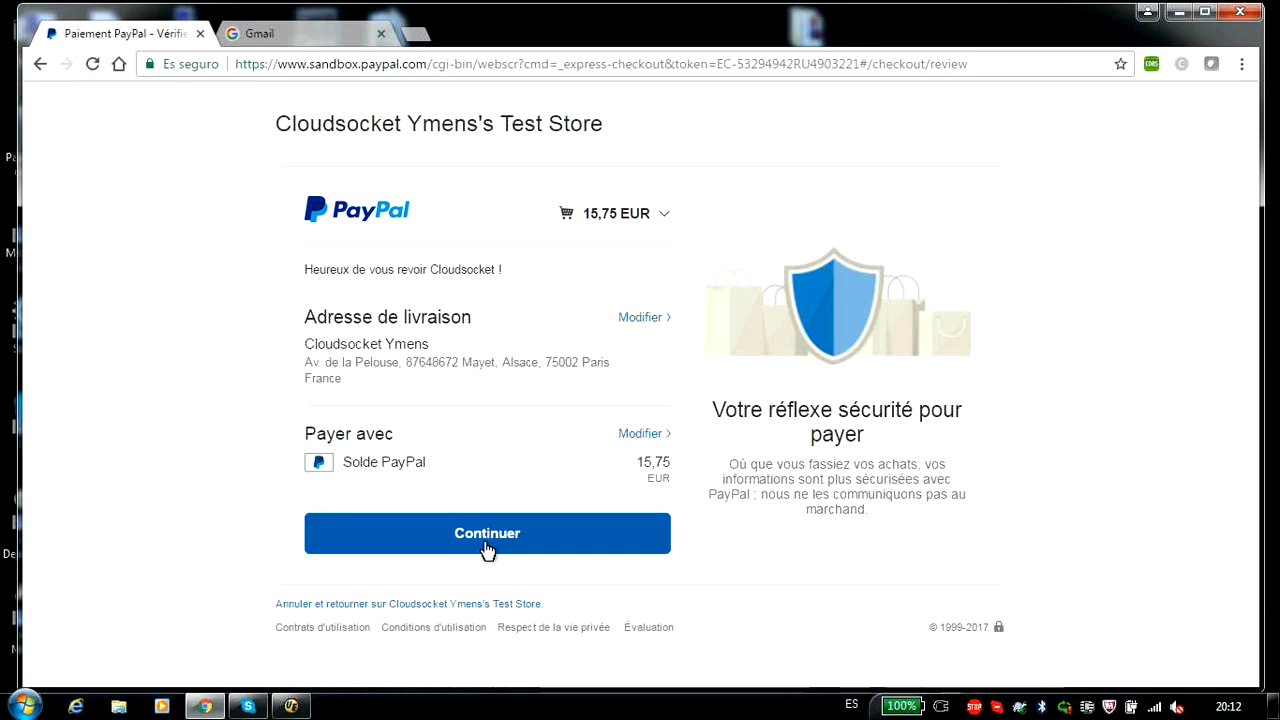 Paiement PayPal - Vérifie
Gmail
Es seguro
https://www.sandbox.paypal.com/cgi-bin/webscr?cmd=_express-checkout&token=EC-53294942RU4903221#/checkout/review
CORS
Cloudsocket Ymens's Test Store
PayPal
15,75 EUR
Heureux de vous revoir Cloudsocket !
Adresse de livraison
Modifier
Cloudsocket Ymens
Av. de la Pelouse, 87648672 Mayet, Alsace, 75002 Paris
France
Payer avec
Modifier
Solde PayPal
15,75
EUR
Continuer
Votre réflexe sécurité pour
payer
Où que vous fassiez vos achats, vos
informations sont plus sécurisées avec
PayPal ; nous ne les communiquons pas au
marchand.
Annuler et retourner sur Cloudsocket Ymens's Test Store.
Contrats d'utilisation
Conditions d'utilisation
Respect de la vie privée
Évaluation
© 1999-2017
ES
100%
STOP
20:12